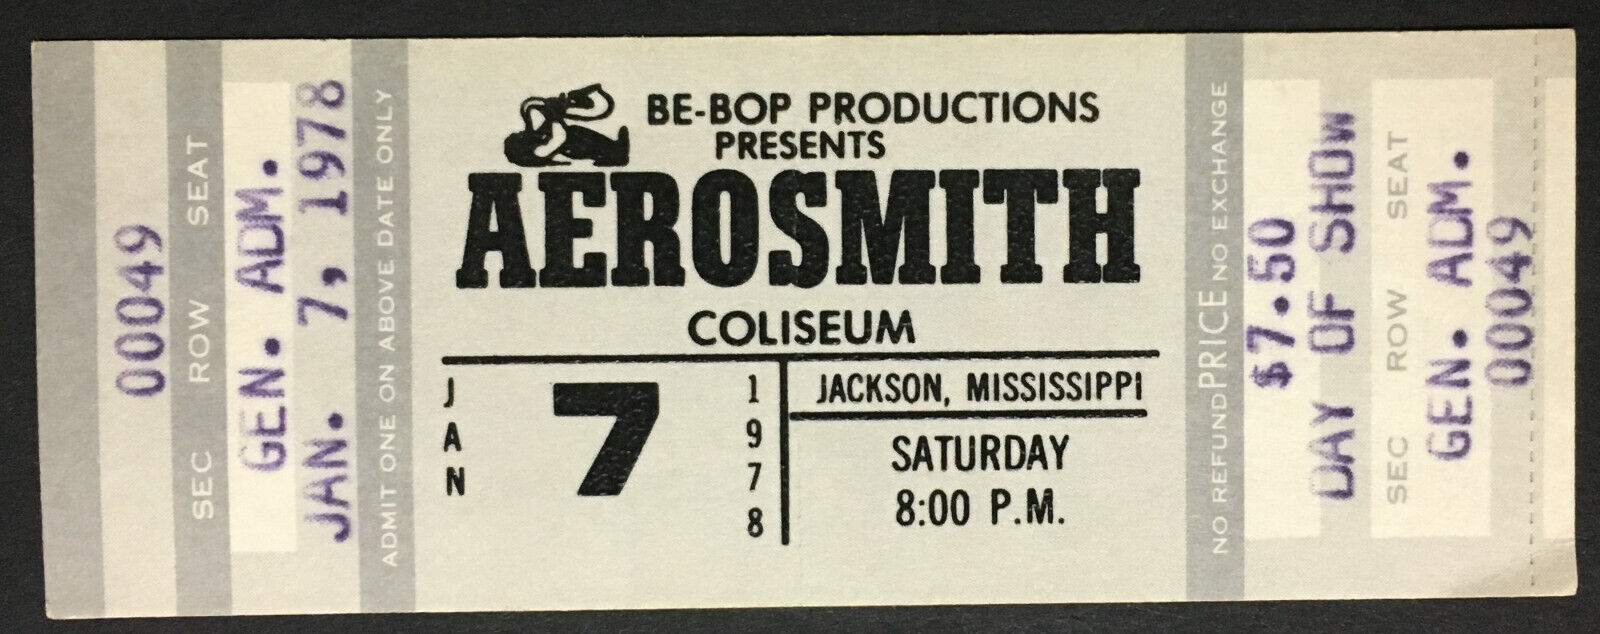 00049
SEC ROW SEAT
GEN. ADM.
JAN. 7, 1978
ADMIT ONE ON ABOVE DATE ONLY
BE-BOP PRODUCTIONS
PRESENTS
AEROSMITH
COLISEUM
JAN
7
1978
JACKSON, MISSISSIPPI
SATURDAY
8:00 P.M.
NO REFUND PRICE NO EXCHANGE
$7.50
DAY OF SHOW
SEC ROW SEAT
GEN. ADM.
00049